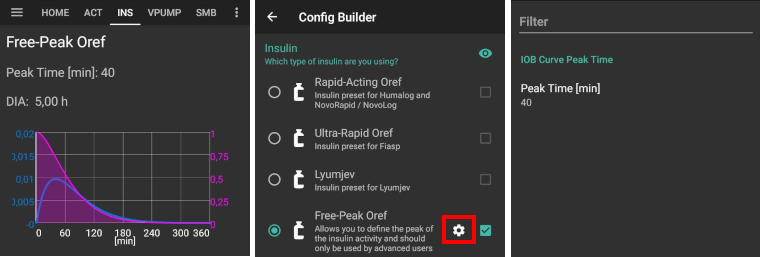 HOME ACT INS VPUMP SMB
Free-Peak Oref
Peak Time [min]: 40
DIA: 5,00 h
0,02
0,015
0,01
0,005
-0
1
0,75
0,5
0,25
0
0 60 120 180 240 300 360
[min]
Config Builder
Insulin
Which type of insulin are you using?
Rapid-Acting Oref
Insulin preset for Humalog and
NovoRapid / NovoLog
Ultra-Rapid Oref
Insulin preset for Fiasp
Lyumjev
Insulin preset for Lyumjev
Free-Peak Oref
Allows you to define the peak of
the insulin activity and should
only be used by advanced users
Filter
IOB Curve Peak Time
Peak Time [min]
40